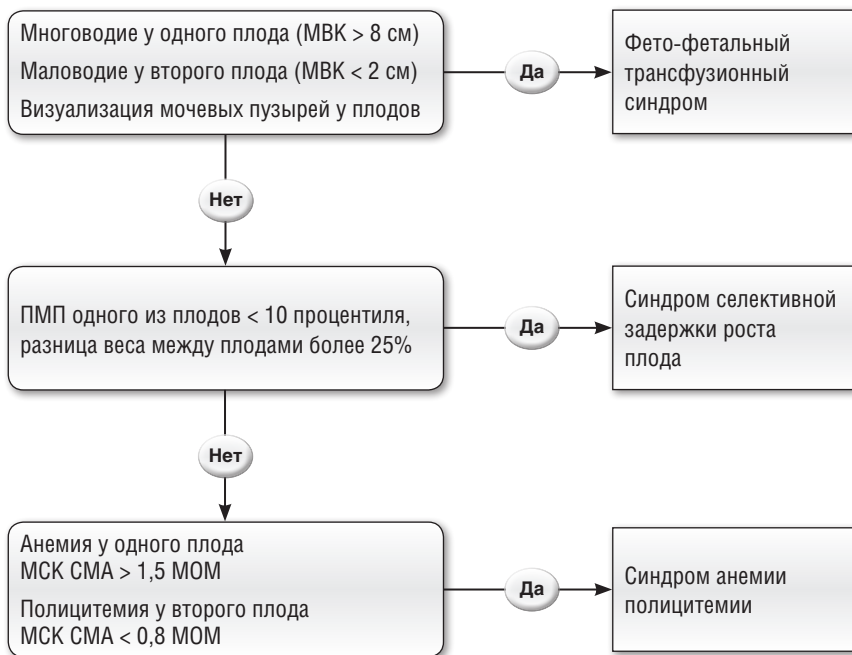 Многоводие у одного плода (МВК > 8 см)
Маловодие у второго плода (МВК < 2 см)
Визуализация мочевых пузырей у плодов
Да
Фето-фетальный
трансфузионный
синдром
Нет
ПМП одного из плодов < 10 процентиля,
разница веса между плодами более 25%
Да
Синдром селективной
задержки роста
плода
Нет
Анемия у одного плода
МСК СМА > 1,5 МОМ
Полицитемия у второго плода
МСК СМА < 0,8 МОМ
Да
Синдром анемии
полицитемии